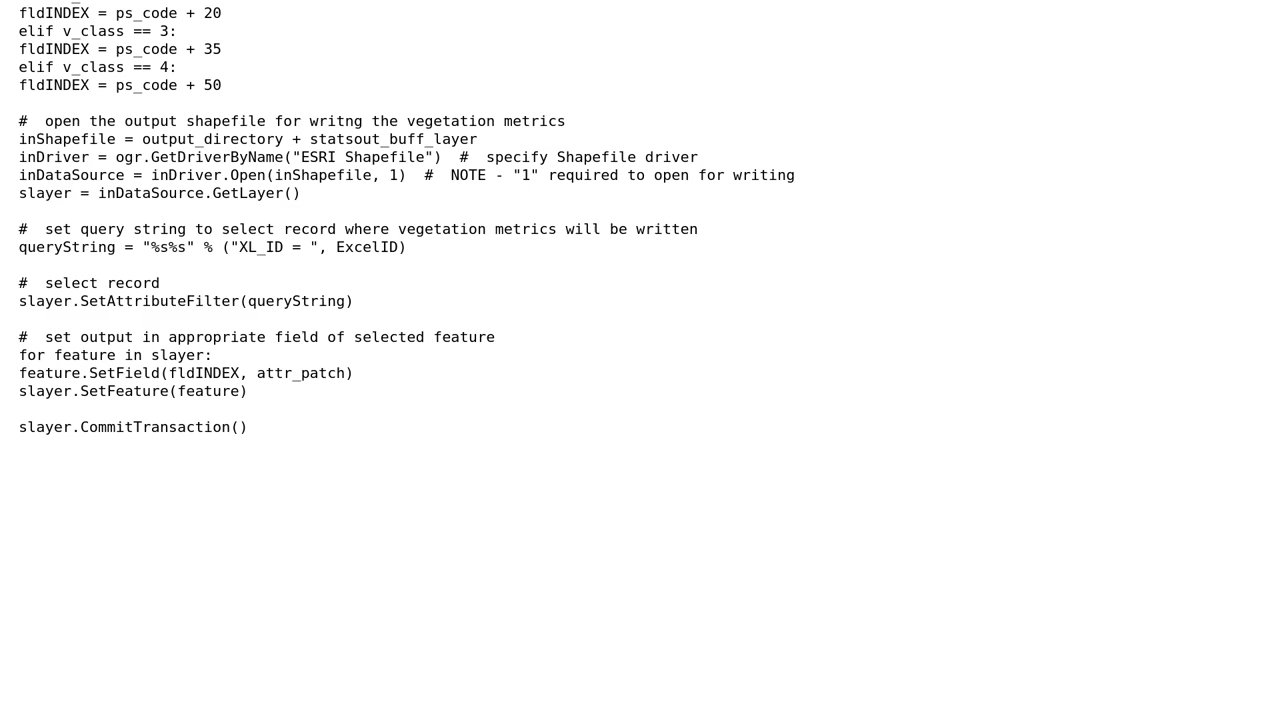 fldINDEX = ps_code + 20
elif v_class == 3:
fldINDEX = ps_code + 35
elif v_class == 4:
fldINDEX = ps_code + 50
#  open the output shapefile for writng the vegetation metrics
inShapefile = output_directory + statsout_buff_layer
inDriver = ogr.GetDriverByName("ESRI Shapefile")  #  specify Shapefile driver
inDataSource = inDriver.Open(inShapefile, 1)  #  NOTE - "1" required to open for writing
slayer = inDataSource.GetLayer()
#  set query string to select record where vegetation metrics will be written
queryString = "%s%s" % ("XL_ID = ", ExcelID)
#  select record
slayer.SetAttributeFilter(queryString)
#  set output in appropriate field of selected feature
for feature in slayer:
feature.SetField(fldINDEX, attr_patch)
slayer.SetFeature(feature)
slayer.CommitTransaction()